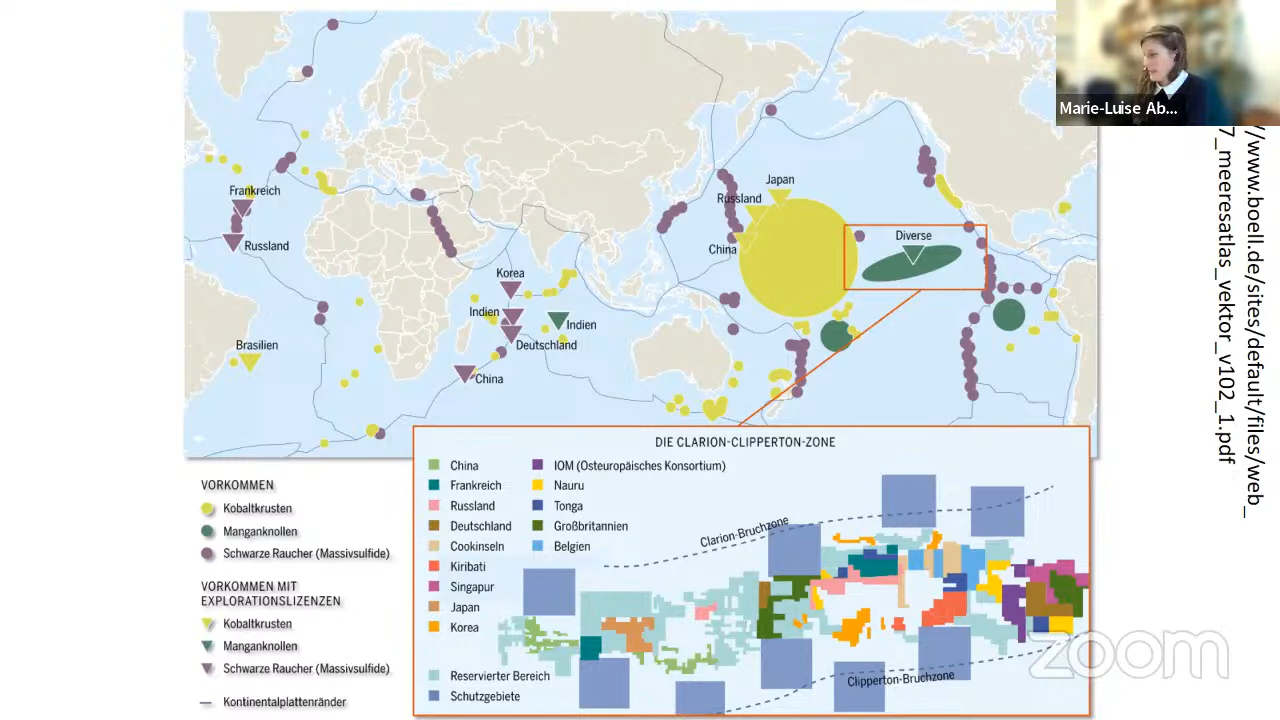 Marie-Luise Ab...
//www.boell.de/sites/default/files/web_
7_meeresatlas_vektor_v102_1.pdf
Japan
Frankreich
Russland
Diverse
Russland
China
Korea
Indien
Indien
Brasilien
Deutschland
China
DIE CLARION-CLIPPERTON-ZONE
China
Frankreich
Russland
Deutschland
Cookinseln
Kiribati
Singapur
Japan
Korea
IOM (Osteuropäisches Konsortium)
Nauru
Tonga
Großbritannien
Belgien
Reservierter Bereich
Schutzgebiete
Clarion-Bruchzone
Clipperton-Bruchzone
VORKOMMEN
Kobaltkrusten
Manganknollen
Schwarze Raucher (Massivsulfide)
VORKOMMEN MIT
EXPLORATIONSLIZENZEN
Kobaltkrusten
Manganknollen
Schwarze Raucher (Massivsulfide)
Kontinentalplattenränder
zoom